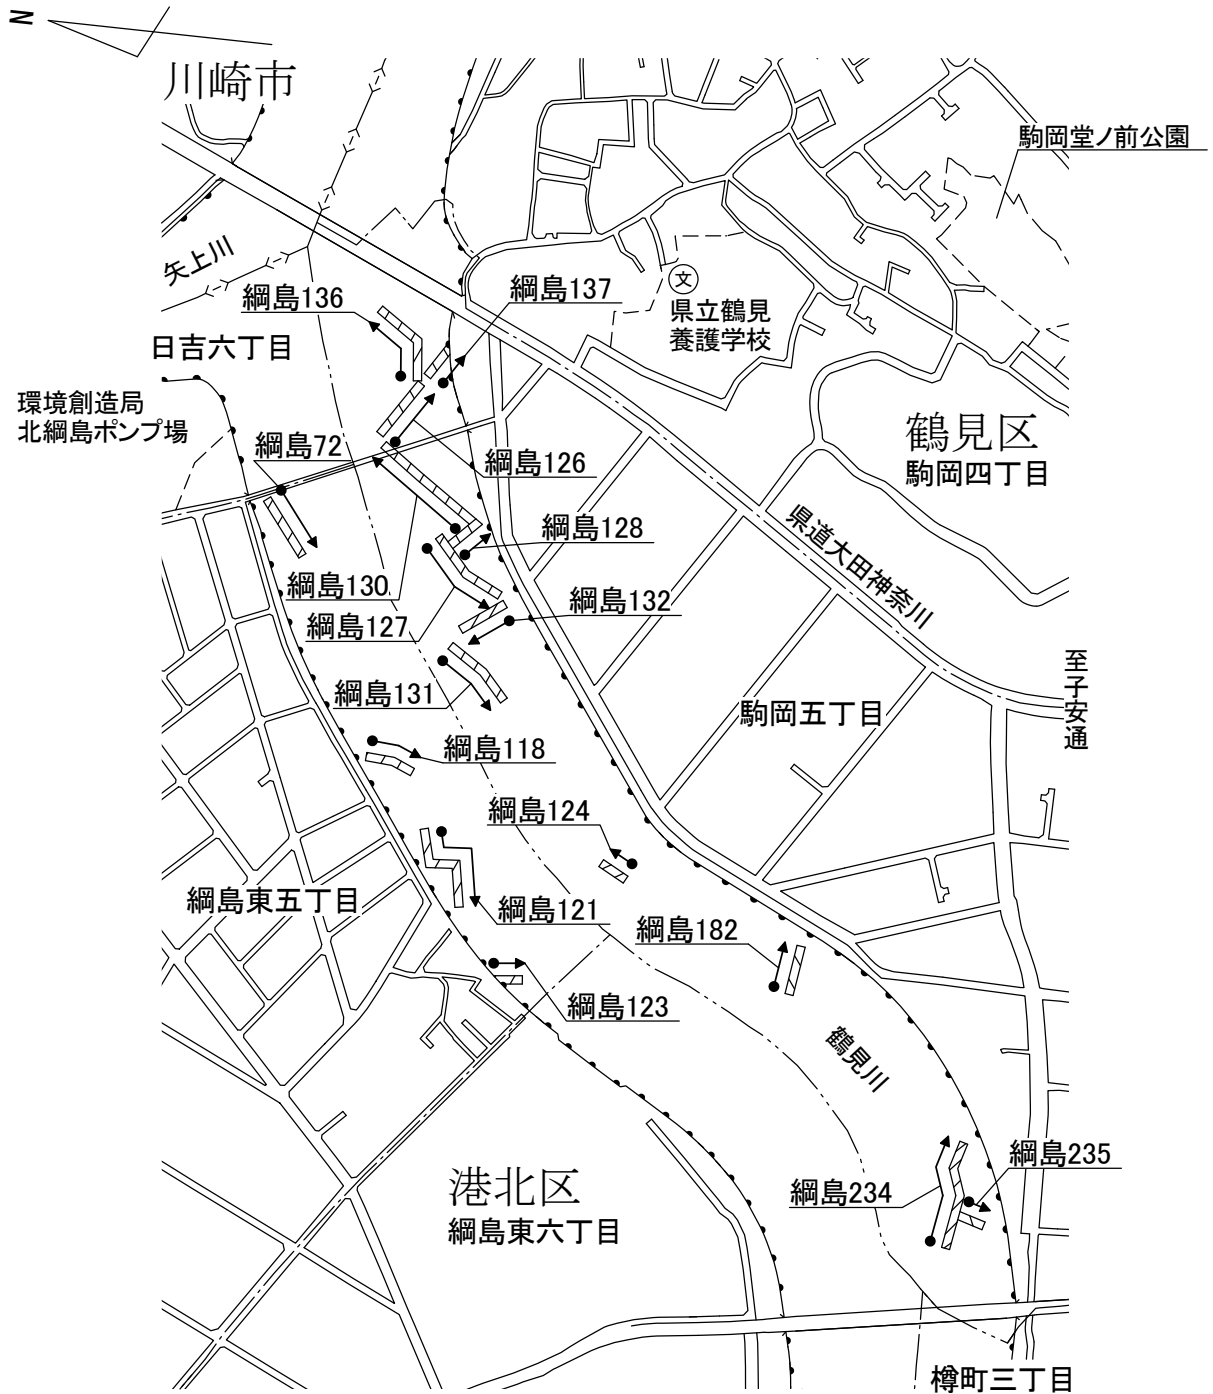 N
川崎市
駒岡堂ノ前公園
矢上川
綱島136
綱島137
文
県立鶴見
養護学校
日吉六丁目
環境創造局
北綱島ポンプ場
綱島72
綱島126
鶴見区
駒岡四丁目
綱島128
県道大田神奈川
綱島130
綱島132
綱島127
至子安通
綱島131
駒岡五丁目
綱島118
綱島124
綱島東五丁目
綱島121
綱島182
綱島123
鶴見川
綱島235
港北区
綱島234
綱島東六丁目
樽町三丁目